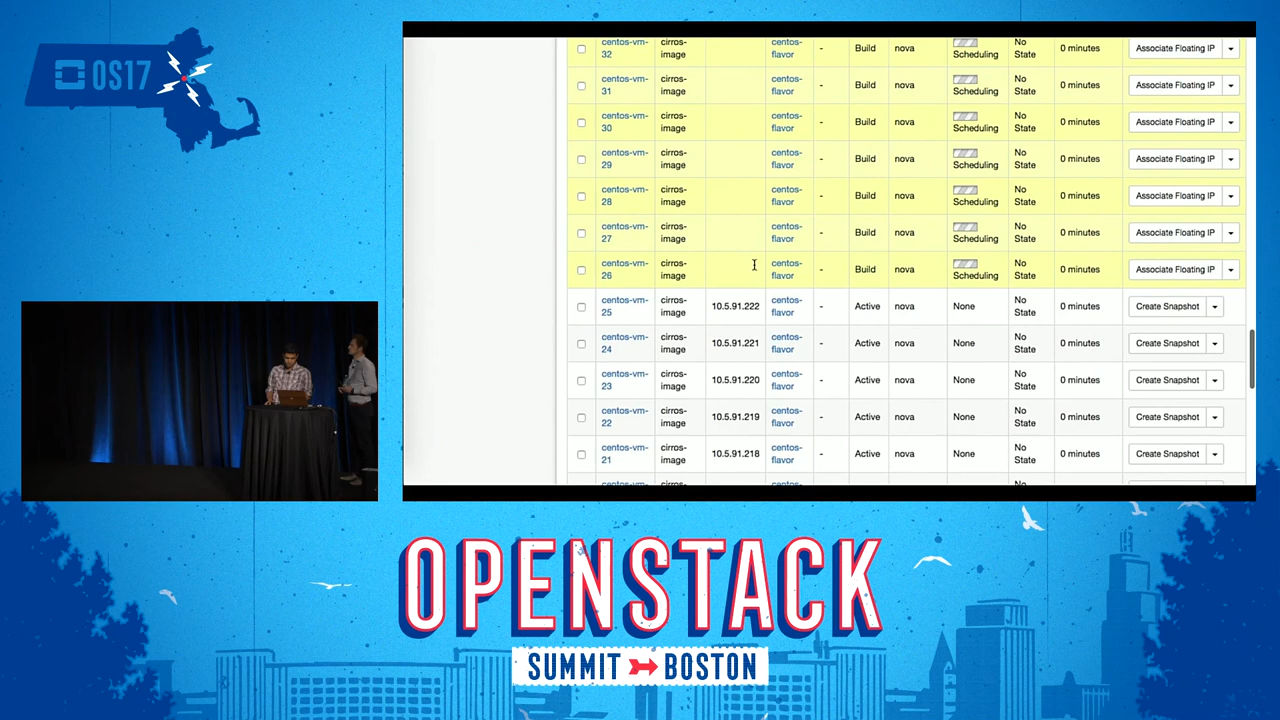 OS17
centos-vm-32 cirros-image centos-flavor - Build nova Scheduling No State 0 minutes Associate Floating IP
centos-vm-31 cirros-image centos-flavor - Build nova Scheduling No State 0 minutes Associate Floating IP
centos-vm-30 cirros-image centos-flavor - Build nova Scheduling No State 0 minutes Associate Floating IP
centos-vm-29 cirros-image centos-flavor - Build nova Scheduling No State 0 minutes Associate Floating IP
centos-vm-28 cirros-image centos-flavor - Build nova Scheduling No State 0 minutes Associate Floating IP
centos-vm-27 cirros-image centos-flavor - Build nova Scheduling No State 0 minutes Associate Floating IP
centos-vm-26 cirros-image centos-flavor - Build nova Scheduling No State 0 minutes Associate Floating IP
centos-vm-25 cirros-image 10.5.91.222 centos-flavor - Active nova None No State 0 minutes Create Snapshot
centos-vm-24 cirros-image 10.5.91.221 centos-flavor - Active nova None No State 0 minutes Create Snapshot
centos-vm-23 cirros-image 10.5.91.220 centos-flavor - Active nova None No State 0 minutes Create Snapshot
centos-vm-22 cirros-image 10.5.91.219 centos-flavor - Active nova None No State 0 minutes Create Snapshot
centos-vm-21 cirros-image 10.5.91.218 centos-flavor - Active nova None No State 0 minutes Create Snapshot
OPENSTACK
SUMMIT BOSTON